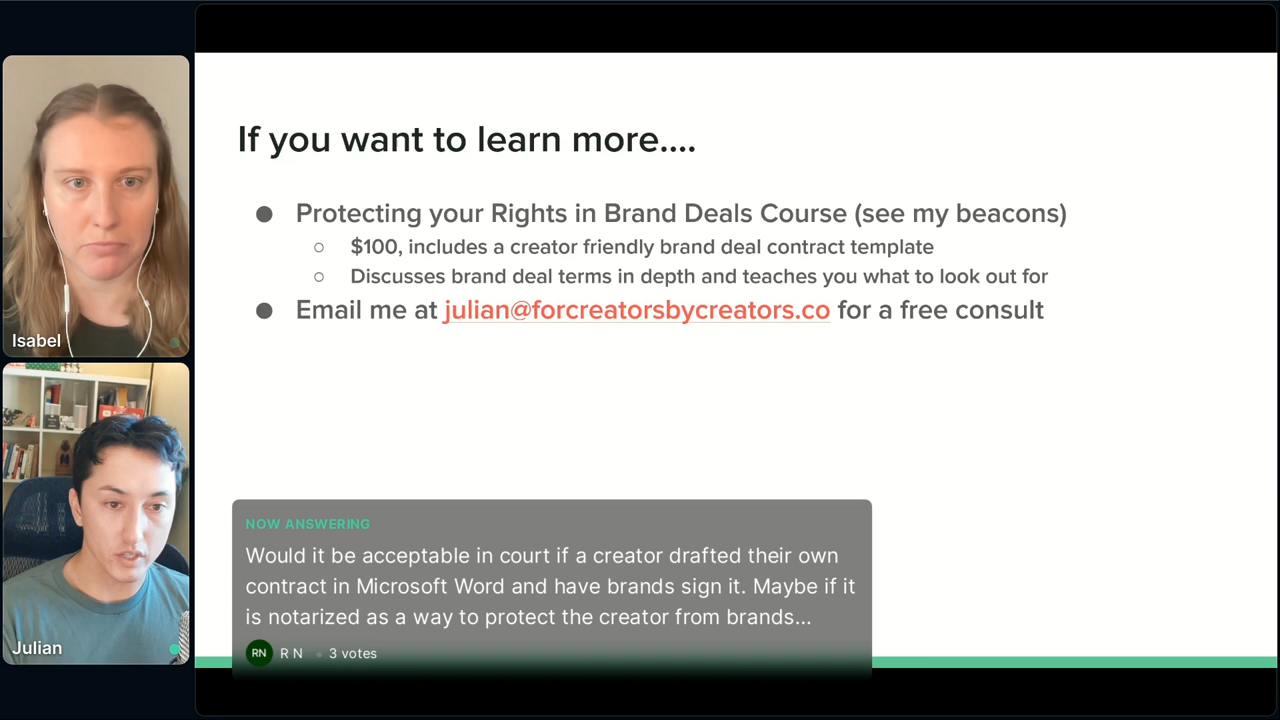 Isabel
Julian
If you want to learn more....
● Protecting your Rights in Brand Deals Course (see my beacons)
○ $100, includes a creator friendly brand deal contract template
○ Discusses brand deal terms in depth and teaches you what to look out for
● Email me at julian@forcreatorsbycreators.co for a free consult
NOW ANSWERING
Would it be acceptable in court if a creator drafted their own
contract in Microsoft Word and have brands sign it. Maybe if it
is notarized as a way to protect the creator from brands...
RN R N • 3 votes